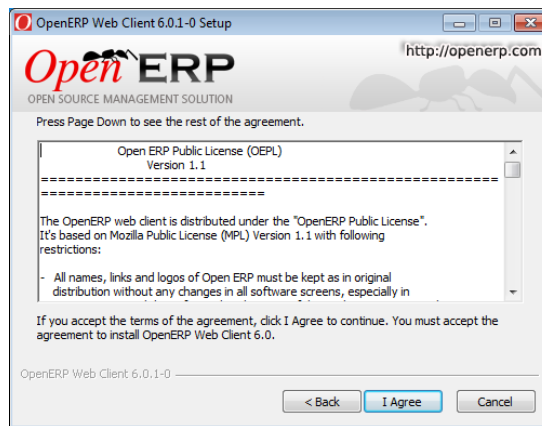 OpenERP Web Client 6.0.1-0 Setup
Open ERP
http://openerp.com
OPEN SOURCE MANAGEMENT SOLUTION
Press Page Down to see the rest of the agreement.
Open ERP Public License (OEPL)
Version 1.1
=====================================================
==========================
The OpenERP web client is distributed under the "OpenERP Public License".
It's based on Mozilla Public License (MPL) Version 1.1 with following
restrictions:
- All names, links and logos of Open ERP must be kept as in original
distribution without any changes in all software screens, especially in
If you accept the terms of the agreement, click I Agree to continue. You must accept the
agreement to install OpenERP Web Client 6.0.
OpenERP Web Client 6.0.1-0
< Back
I Agree
Cancel